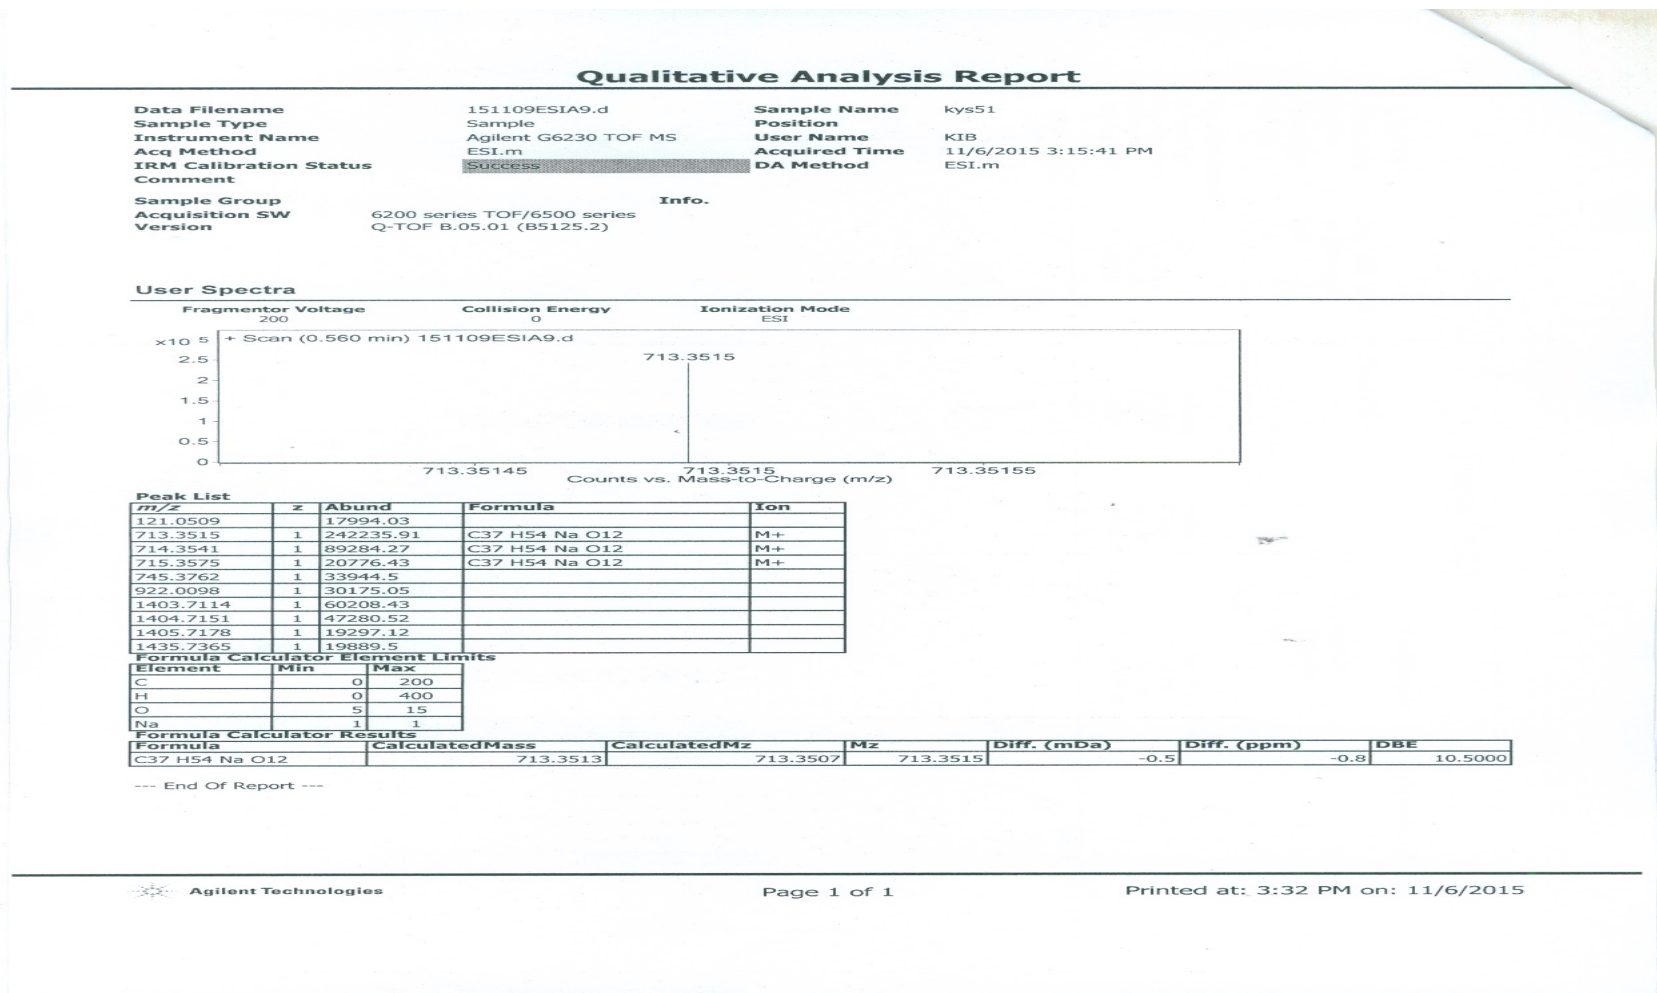 Qualitative Analysis Report
Data Filename 151109ESIA9.d Sample Name kys51
Sample Type Sample Position
Instrument Name Agilent G6230 TOF MS User Name KIB
Acq Method ESI.m Acquired Time 11/6/2015 3:15:41 PM
IRM Calibration Status Success DA Method ESI.m
Comment
Sample Group Info.
Acquisition SW 6200 series TOF/6500 series
Version Q-TOF B.05.01 (B5125.2)
User Spectra
Fragmentor Voltage Collision Energy Ionization Mode
200 0 ESI
x10 5 + Scan (0.560 min) 151109ESIA9.d
2.5 713.3515
2
1.5
1
0.5
0
713.35145 713.3515 713.35155
Counts vs. Mass-to-Charge (m/z)
Peak List
m/z z Abund Formula Ion
121.0509 17994.03
713.3515 1 242235.91 C37 H54 Na O12 M+
714.3541 1 89284.27 C37 H54 Na O12 M+
715.3575 1 20776.43 C37 H54 Na O12 M+
745.3762 1 33944.5
922.0098 1 30175.05
1403.7114 1 60208.43
1404.7151 1 47280.52
1405.7178 1 19297.12
1435.7365 1 19889.5
Formula Calculator Element Limits
Element Min Max
C 0 200
H 0 400
O 5 15
Na 1 1
Formula Calculator Results
Formula CalculatedMass CalculatedMz Mz Diff. (mDa) Diff. (ppm) DBE
C37 H54 Na O12 713.3513 713.3507 713.3515 -0.5 -0.8 10.5000
--- End Of Report ---
Agilent Technologies Page 1 of 1 Printed at: 3:32 PM on: 11/6/2015